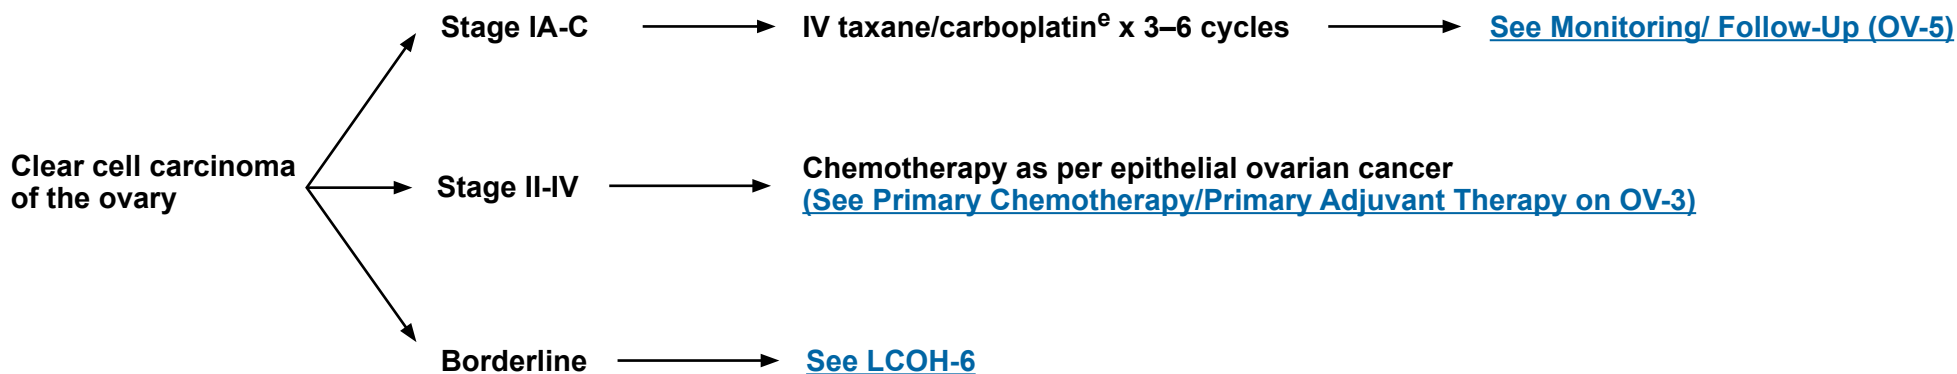 Clear cell carcinoma
of the ovary
Stage IA-C
IV taxane/carboplatinᵉ x 3–6 cycles
See Monitoring/ Follow-Up (OV-5)
Stage II-IV
Chemotherapy as per epithelial ovarian cancer
(See Primary Chemotherapy/Primary Adjuvant Therapy on OV-3)
Borderline
See LCOH-6